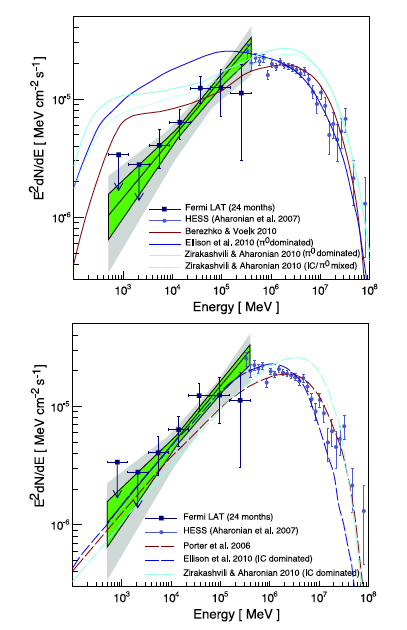 E²dN/dE [ MeV cm⁻² s⁻¹]
10⁻⁵
10⁻⁶
Fermi LAT (24 months)
HESS (Aharonian et al. 2007)
Berezhko & Voelk 2010
Ellison et al. 2010 (π⁰dominated)
Zirakashvili & Aharonian 2010 (π⁰ dominated)
Zirakashvili & Aharonian 2010 (IC/π⁰ mixed)
10³ 10⁴ 10⁵ 10⁶ 10⁷ 10⁸
Energy [ MeV ]
E²dN/dE [ MeV cm⁻² s⁻¹]
10⁻⁵
10⁻⁶
Fermi LAT (24 months)
HESS (Aharonian et al. 2007)
Porter et al. 2006
Ellison et al. 2010 (IC dominated)
Zirakashvili & Aharonian 2010 (IC dominated)
10³ 10⁴ 10⁵ 10⁶ 10⁷ 10⁸
Energy [ MeV ]